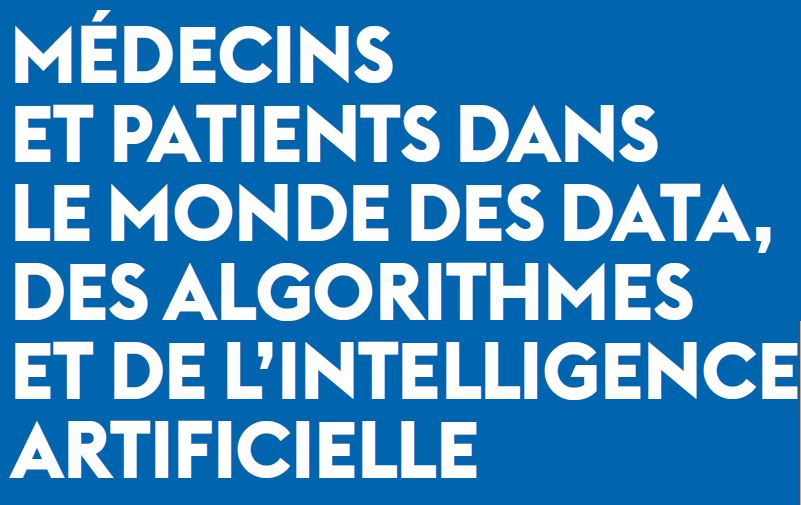 MÉDECINS
ET PATIENTS DANS
LE MONDE DES DATA,
DES ALGORITHMES
ET DE L’INTELLIGENCE
ARTIFICIELLE